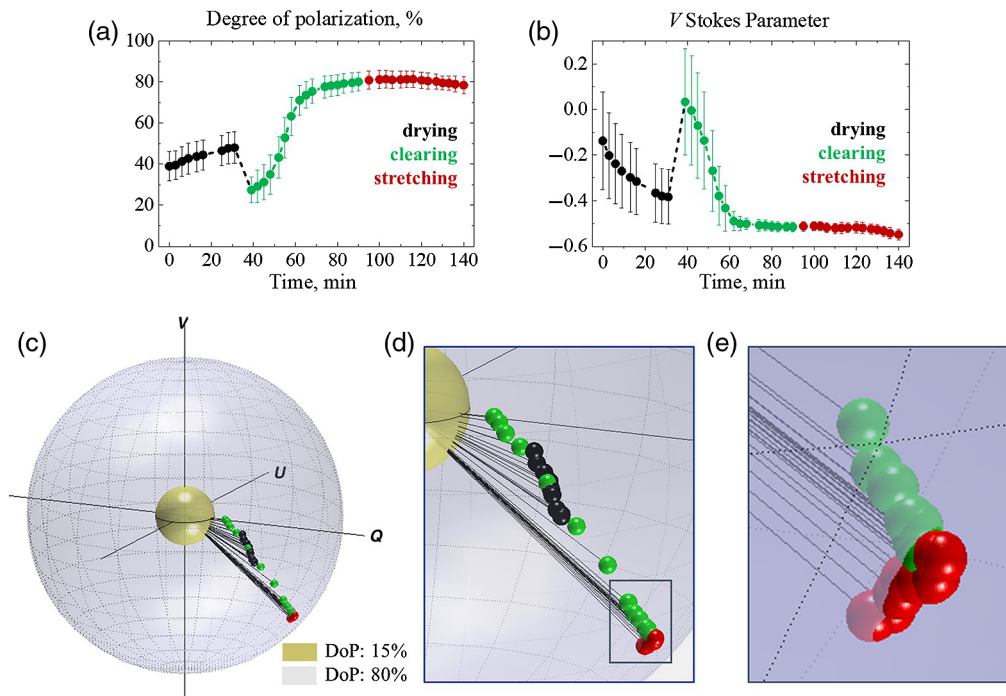 Degree of polarization, %
V Stokes Parameter
(a)
(b)
100
80
60
40
20
0
0.2
0.0
–0.2
–0.4
–0.6
drying
clearing
stretching
drying
clearing
stretching
0 20 40 60 80 100 120 140
0 20 40 60 80 100 120 140
Time, min
Time, min
(c)
(d)
(e)
V
U
Q
DoP: 15%
DoP: 80%